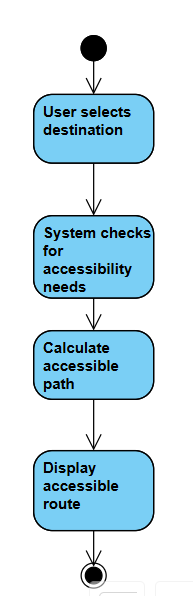 User selects
destination
System checks
for
accessibility
needs
Calculate
accessible
path
Display
accessible
route